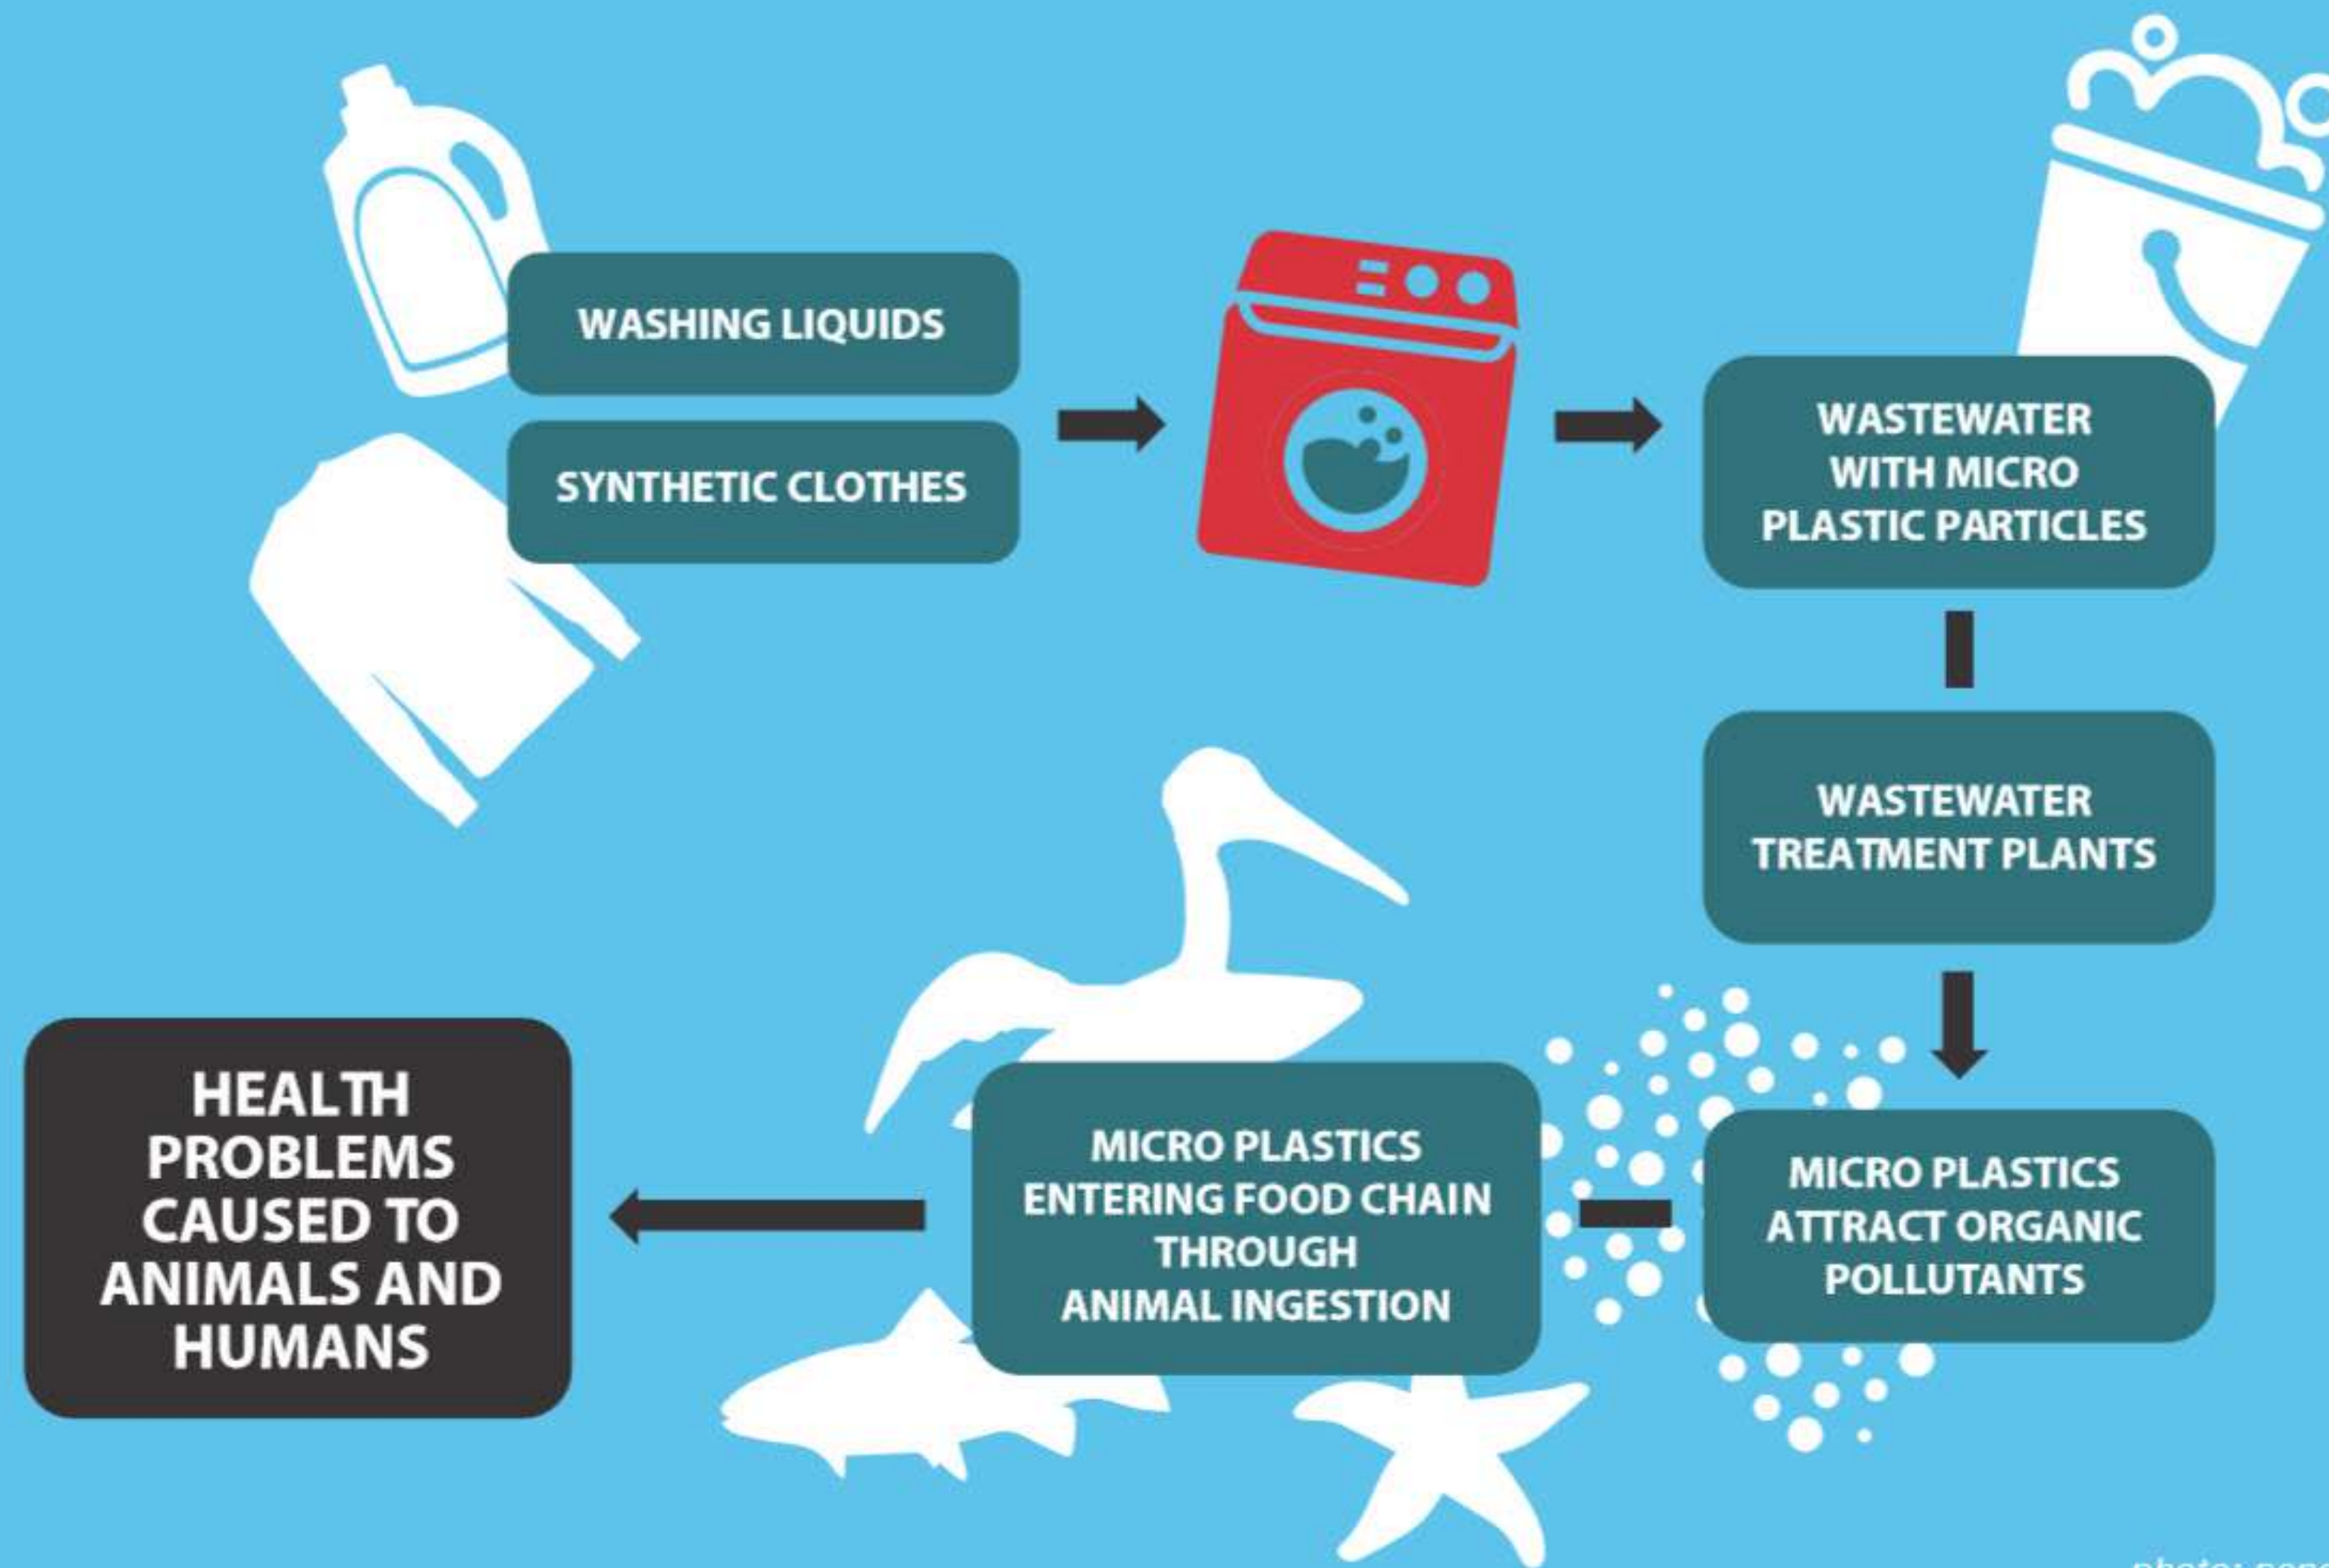 WASHING LIQUIDS
SYNTHETIC CLOTHES
WASTEWATER
WITH MICRO
PLASTIC PARTICLES
WASTEWATER
TREATMENT PLANTS
MICRO PLASTICS
ATTRACT ORGANIC
POLLUTANTS
MICRO PLASTICS
ENTERING FOOD CHAIN
THROUGH
ANIMAL INGESTION
HEALTH
PROBLEMS
CAUSED TO
ANIMALS AND
HUMANS